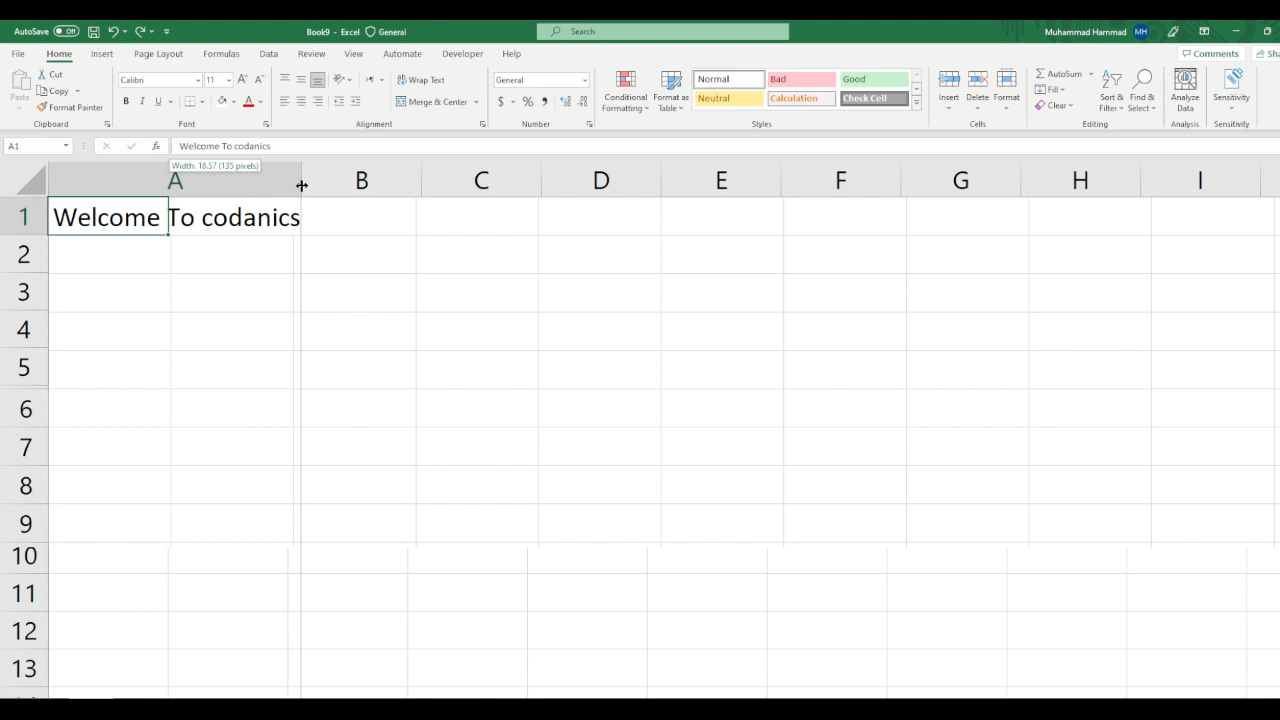 AutoSave Off Book9 - Excel General Search Muhammad Hammad MH
File Home Insert Page Layout Formulas Data Review View Automate Developer Help Comments Sha
Paste Cut Copy Format Painter Clipboard
Calibri 11 B I U A Font
Wrap Text Merge & Center Alignment
General $ % Number
Conditional Formatting Format as Table Normal Bad Good Neutral Calculation Check Cell Styles
Insert Delete Format Cells
AutoSum Fill Clear Sort & Filter Find & Select Editing
Analyze Data Analysis
Sensitivity Sensitivity
A1 fx Welcome To codanics
Width: 18.57 (135 pixels)
A B C D E F G H I
1 Welcome To codanics
2
3
4
5
6
7
8
9
10
11
12
13